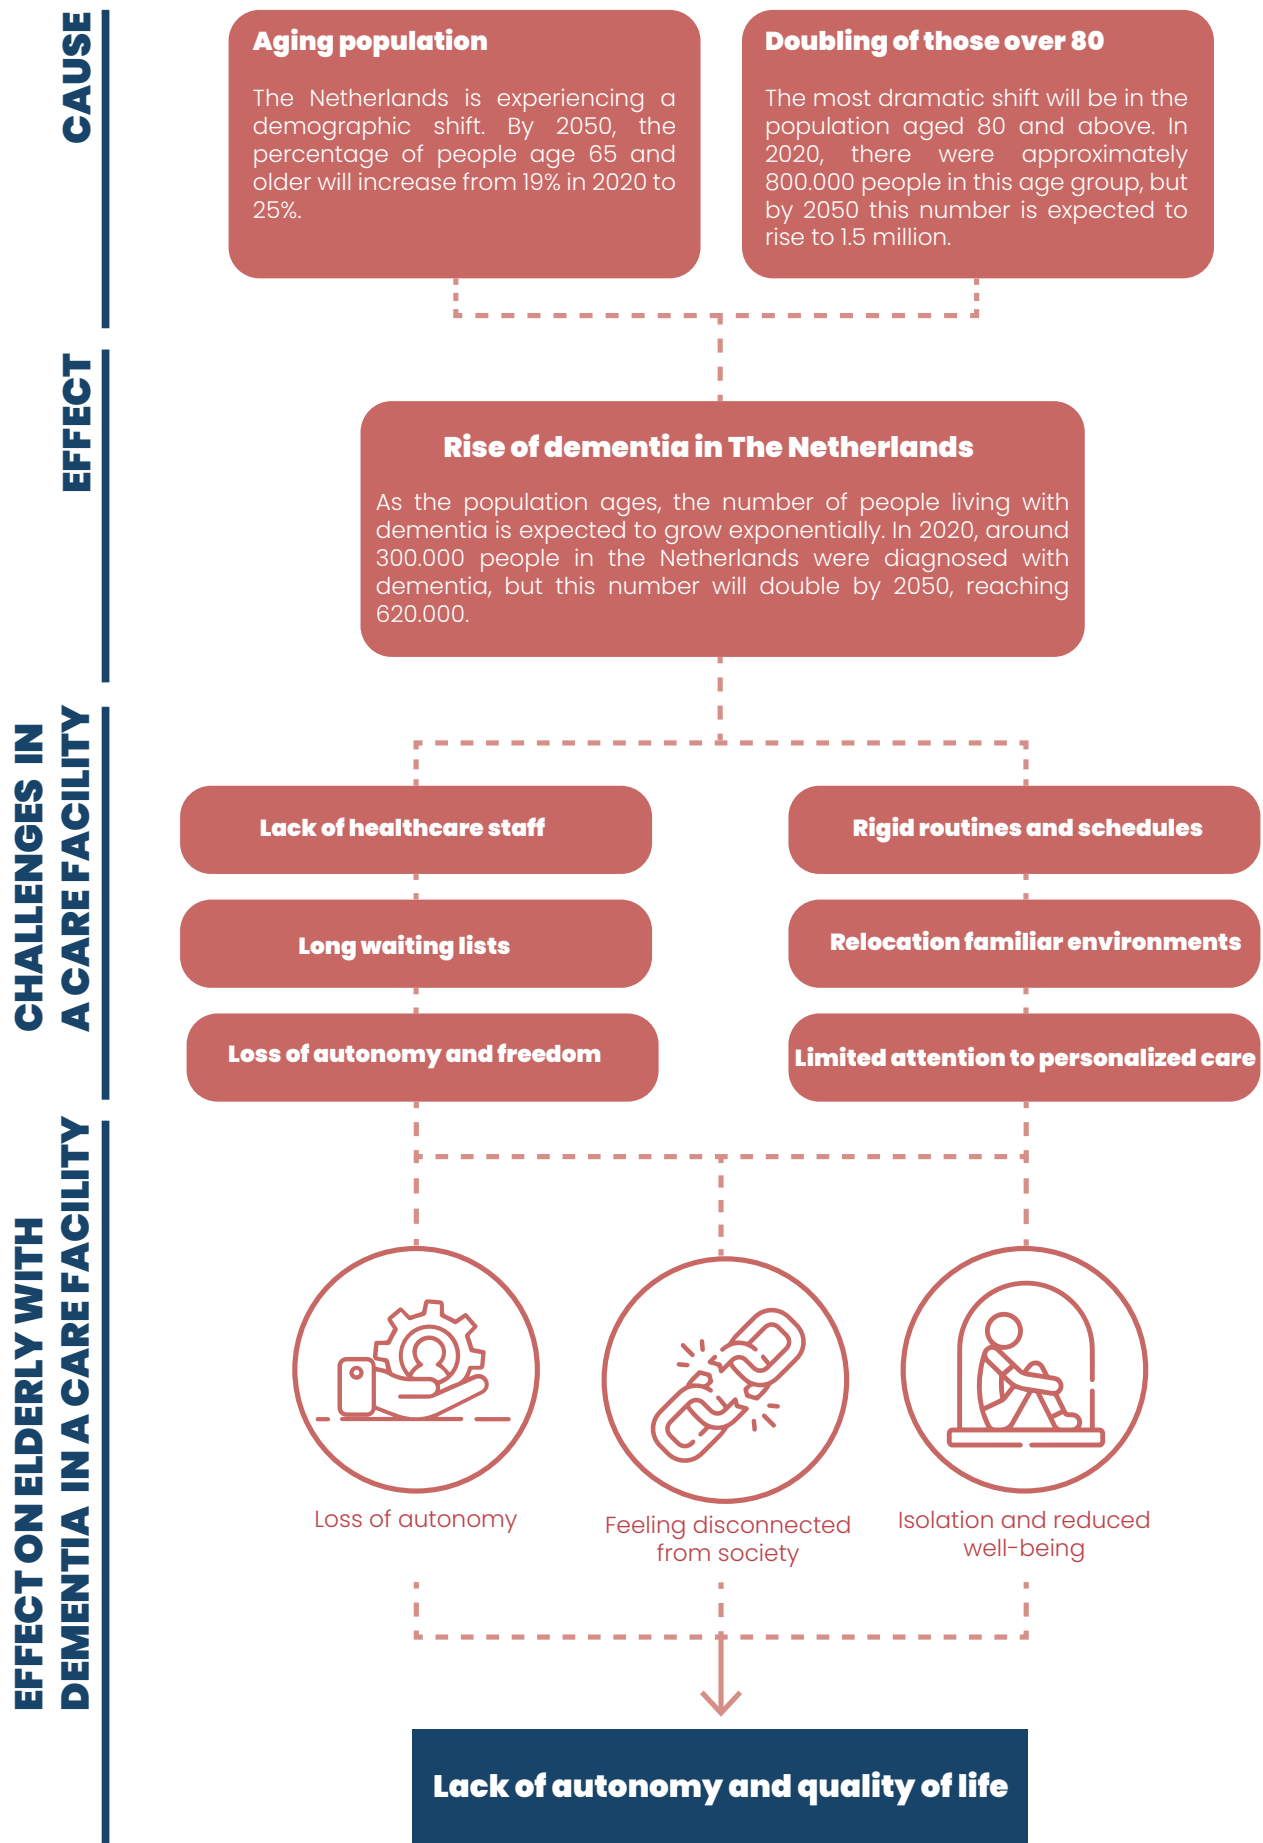 CAUSE
Aging population
The Netherlands is experiencing a
demographic shift. By 2050, the
percentage of people age 65 and
older will increase from 19% in 2020 to
25%.
Doubling of those over 80
The most dramatic shift will be in the
population aged 80 and above. In
2020, there were approximately
800.000 people in this age group, but
by 2050 this number is expected to
rise to 1.5 million.
EFFECT
Rise of dementia in The Netherlands
As the population ages, the number of people living with
dementia is expected to grow exponentially. In 2020, around
300.000 people in the Netherlands were diagnosed with
dementia, but this number will double by 2050, reaching
620.000.
CHALLENGES IN
A CARE FACILITY
Lack of healthcare staff
Rigid routines and schedules
Long waiting lists
Relocation familiar environments
Loss of autonomy and freedom
Limited attention to personalized care
EFFECT ON ELDERLY WITH
DEMENTIA IN A CARE FACILITY
Loss of autonomy
Feeling disconnected
from society
Isolation and reduced
well-being
Lack of autonomy and quality of life